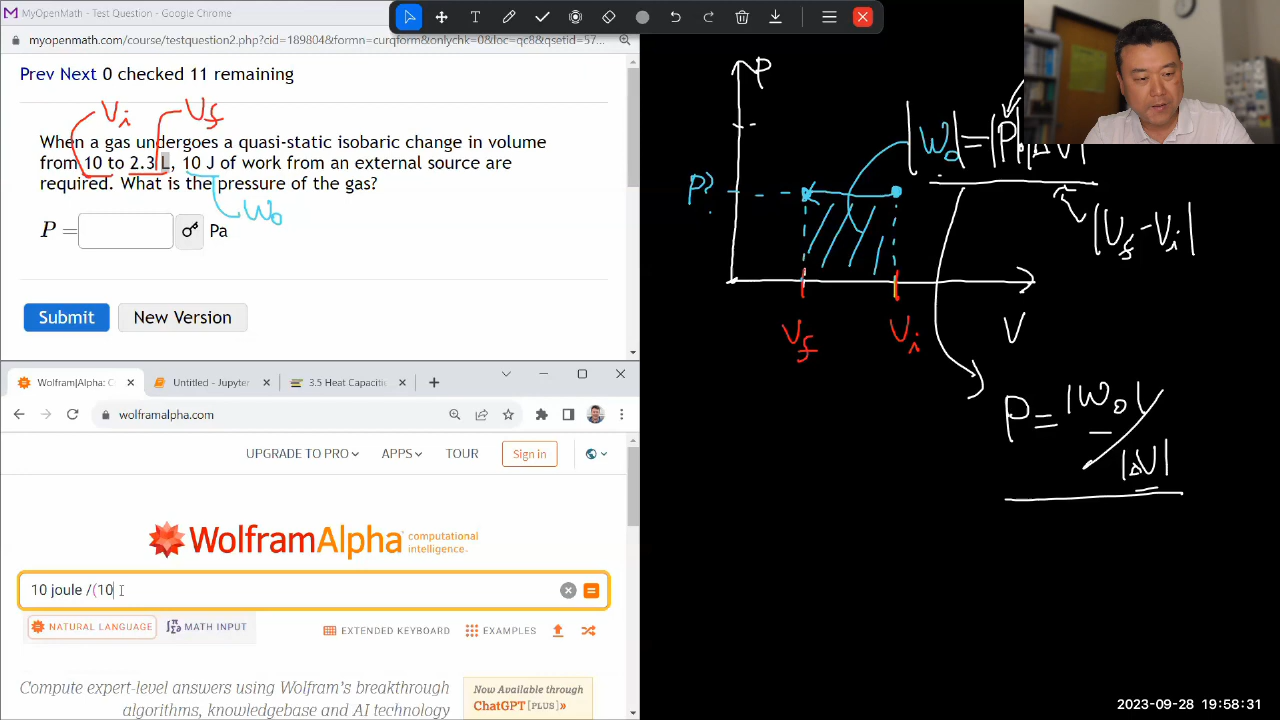 MyOpenMath - Test Question - Google Chrome
myopenmath.com/course/testquestion2.php?cid=189804&formn=curqform&onlychk=0&loc=qc8&qsetid=57...
Prev Next 0 checked 11 remaining
Vi Vf
When a gas undergoes a quasi-static isobaric change in volume
from 10 to 2.3 L, 10 J of work from an external source are
required. What is the pressure of the gas?
W0
P = Pa
Submit New Version
Wolfram|Alpha: C Untitled - Jupyter 3.5 Heat Capaciti
wolframalpha.com
UPGRADE TO PRO APPS TOUR Sign in
WolframAlpha computational intelligence.
10 joule /(10
NATURAL LANGUAGE MATH INPUT EXTENDED KEYBOARD EXAMPLES
Compute expert-level answers using Wolfram's breakthrough
algorithms, knowledgebase and AI technology
Now Available through
ChatGPT [PLUS] »
T
P
|W0| = |P| |ΔV|
P?
|Vf - Vi|
Vf Vi
V
P = |W0| / |ΔV|
2023-09-28 19:58:31